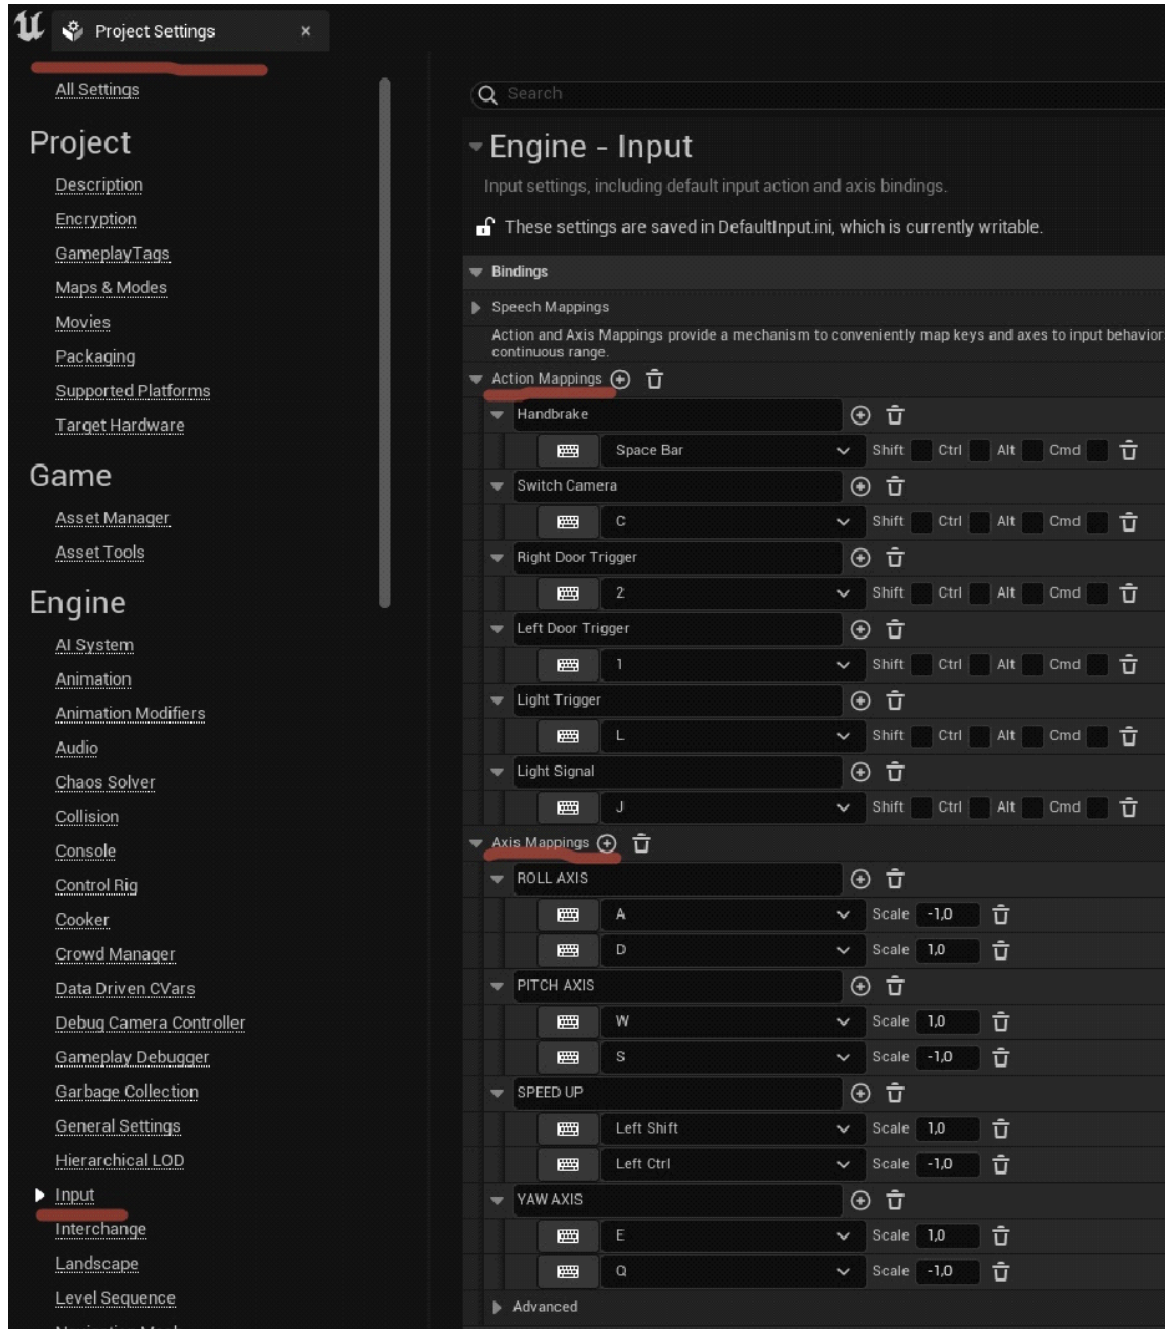 Project Settings
All Settings
Project
Description
Encryption
GameplayTags
Maps & Modes
Movies
Packaging
Supported Platforms
Target Hardware
Game
Asset Manager
Asset Tools
Engine
AI System
Animation
Animation Modifiers
Audio
Chaos Solver
Collision
Console
Control Rig
Cooker
Crowd Manager
Data Driven CVars
Debug Camera Controller
Gameplay Debugger
Garbage Collection
General Settings
Hierarchical LOD
Input
Interchange
Landscape
Level Sequence
Search
Engine - Input
Input settings, including default input action and axis bindings.
These settings are saved in DefaultInput.ini, which is currently writable.
Bindings
Speech Mappings
Action and Axis Mappings provide a mechanism to conveniently map keys and axes to input behavior
continuous range.
Action Mappings
Handbrake
Space Bar Shift Ctrl Alt Cmd
Switch Camera
C Shift Ctrl Alt Cmd
Right Door Trigger
2 Shift Ctrl Alt Cmd
Left Door Trigger
1 Shift Ctrl Alt Cmd
Light Trigger
L Shift Ctrl Alt Cmd
Light Signal
J Shift Ctrl Alt Cmd
Axis Mappings
ROLL AXIS
A Scale -1,0
D Scale 1,0
PITCH AXIS
W Scale 1,0
S Scale -1,0
SPEED UP
Left Shift Scale 1,0
Left Ctrl Scale -1,0
YAW AXIS
E Scale 1,0
Q Scale -1,0
Advanced